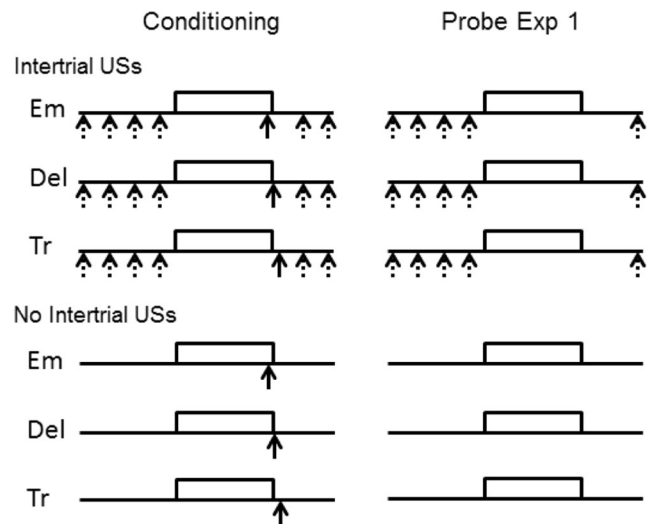 Conditioning Probe Exp 1
Intertrial USs
Em
Del
Tr
No Intertrial USs
Em
Del
Tr